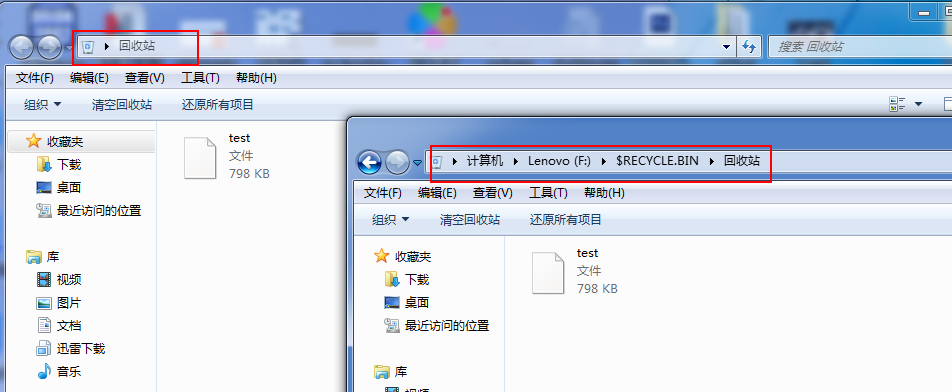 回收站
搜索 回收站
文件(F) 编辑(E) 查看(V) 工具(T) 帮助(H)
组织 清空回收站 还原所有项目
收藏夹
下载
桌面
最近访问的位置
库
视频
图片
文档
迅雷下载
音乐
test
文件
798 KB
计算机 Lenovo (F:) $RECYCLE.BIN 回收站
文件(F) 编辑(E) 查看(V) 工具(T) 帮助(H)
组织 清空回收站 还原所有项目
收藏夹
下载
桌面
最近访问的位置
库
视频
test
文件
798 KB